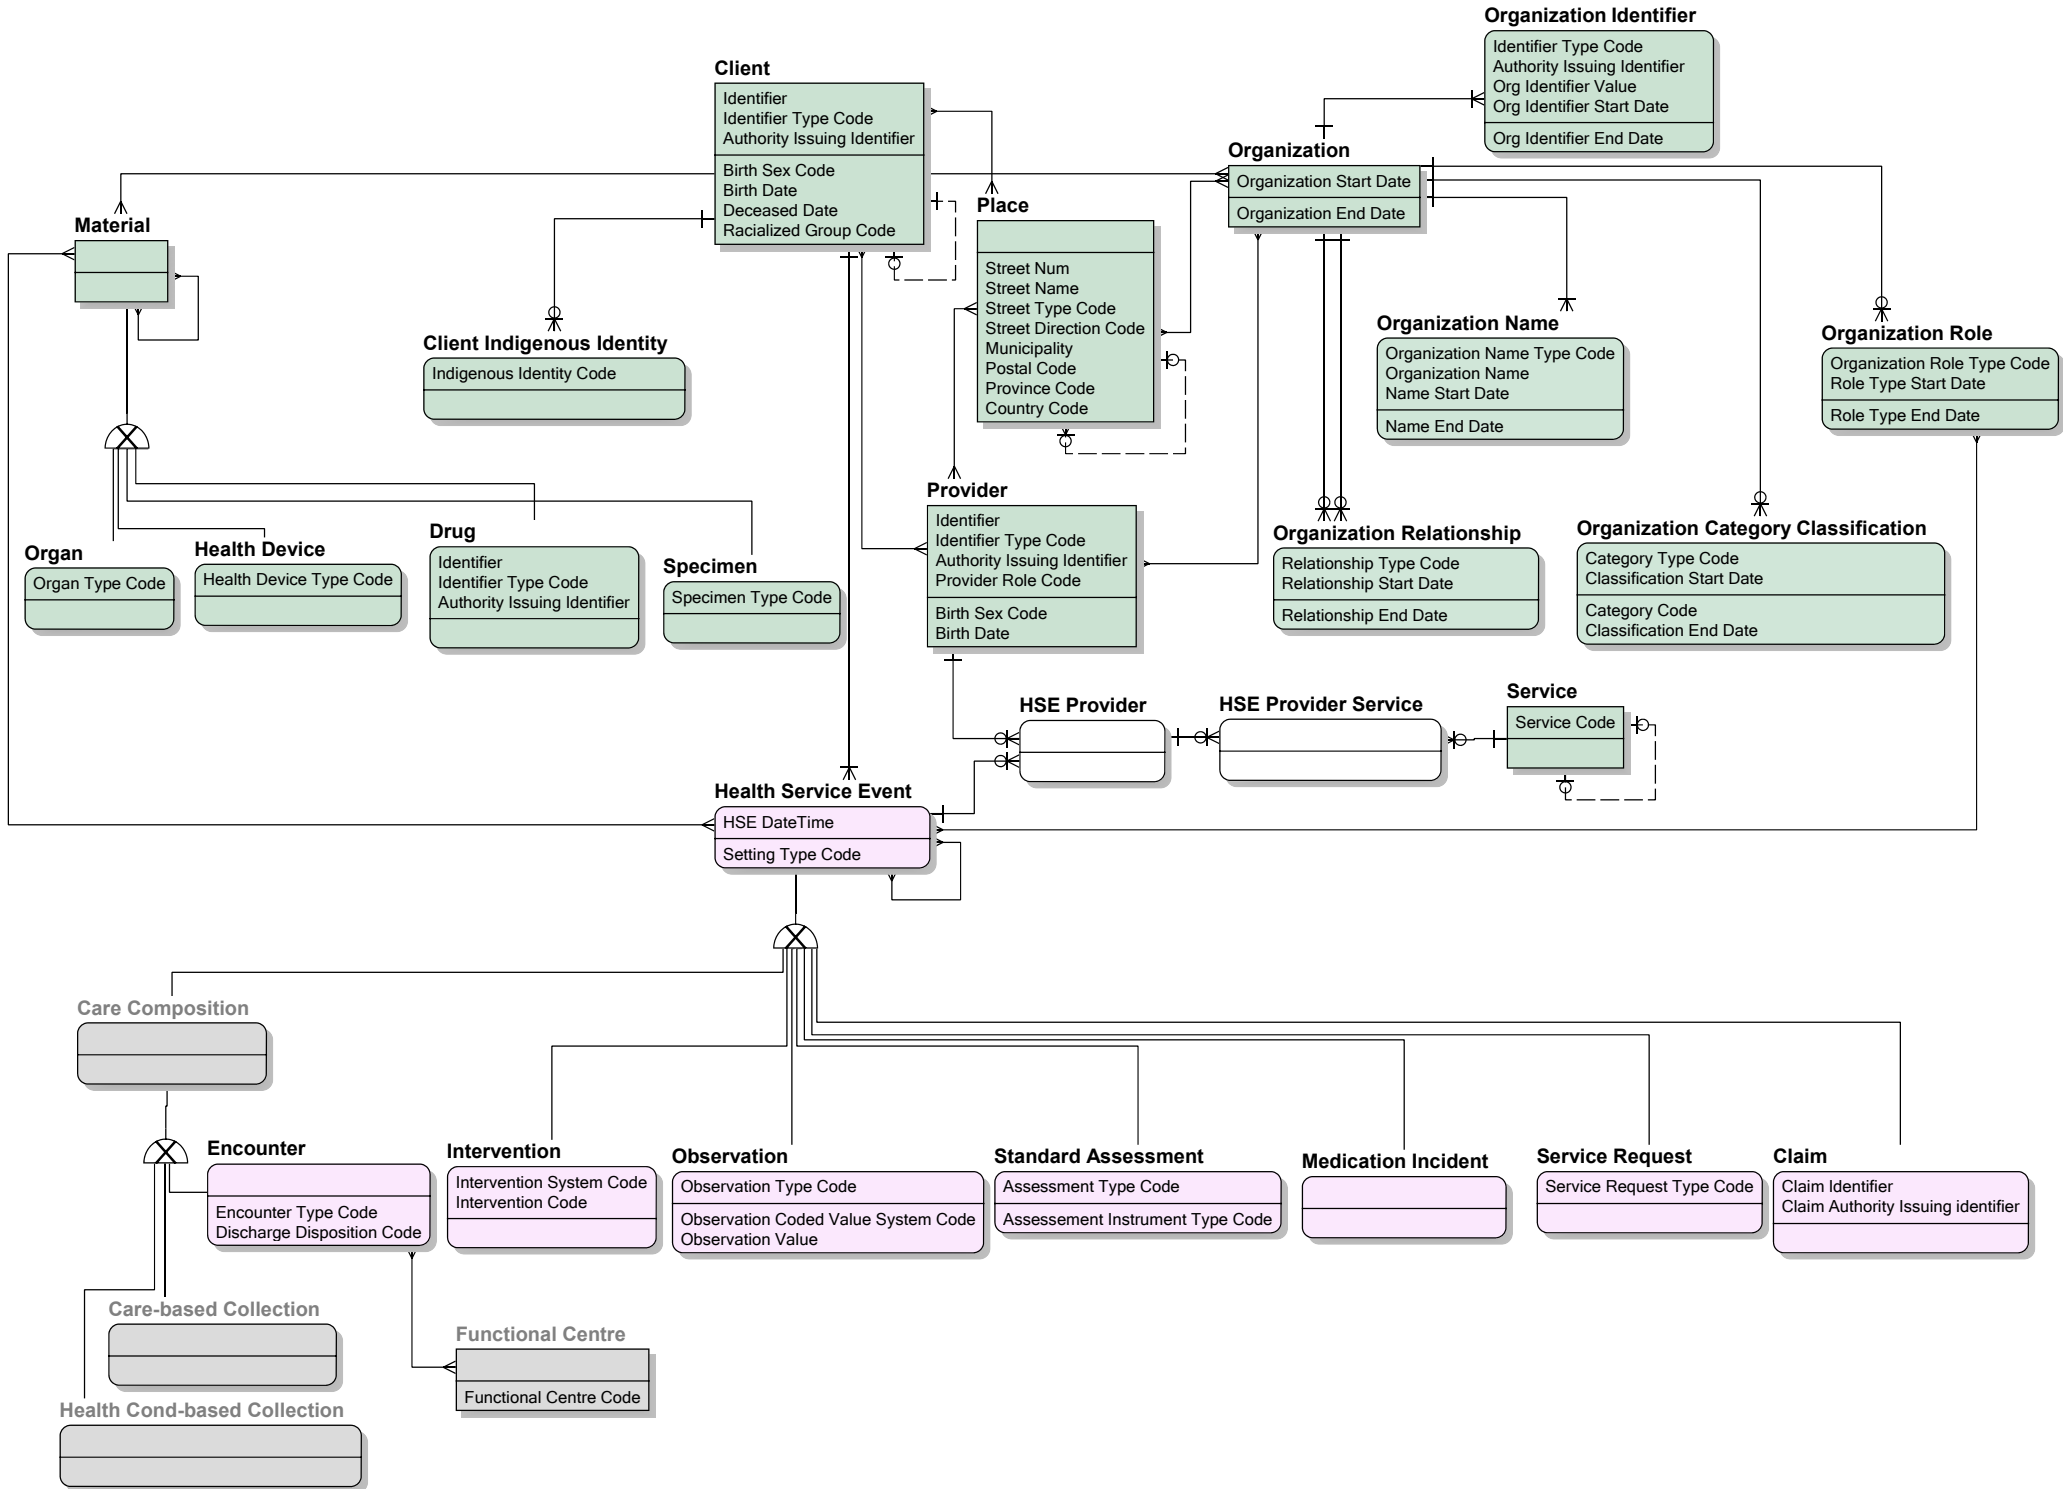 Organization Identifier
Identifier Type Code
Authority Issuing Identifier
Org Identifier Value
Org Identifier Start Date
Org Identifier End Date
Client
Identifier
Identifier Type Code
Authority Issuing Identifier
Birth Sex Code
Birth Date
Deceased Date
Racialized Group Code
Organization
Organization Start Date
Organization End Date
Material
Place
Street Num
Street Name
Street Type Code
Street Direction Code
Municipality
Postal Code
Province Code
Country Code
Client Indigenous Identity
Indigenous Identity Code
Organization Name
Organization Name Type Code
Organization Name
Name Start Date
Name End Date
Organization Role
Organization Role Type Code
Role Type Start Date
Role Type End Date
Organ
Organ Type Code
Health Device
Health Device Type Code
Drug
Identifier
Identifier Type Code
Authority Issuing Identifier
Specimen
Specimen Type Code
Provider
Identifier
Identifier Type Code
Authority Issuing Identifier
Provider Role Code
Birth Sex Code
Birth Date
Organization Relationship
Relationship Type Code
Relationship Start Date
Relationship End Date
Organization Category Classification
Category Type Code
Classification Start Date
Category Code
Classification End Date
HSE Provider
HSE Provider Service
Service
Service Code
Health Service Event
HSE DateTime
Setting Type Code
Care Composition
Encounter
Encounter Type Code
Discharge Disposition Code
Intervention
Intervention System Code
Intervention Code
Observation
Observation Type Code
Observation Coded Value System Code
Observation Value
Standard Assessment
Assessment Type Code
Assessement Instrument Type Code
Medication Incident
Service Request
Service Request Type Code
Claim
Claim Identifier
Claim Authority Issuing identifier
Care-based Collection
Functional Centre
Functional Centre Code
Health Cond-based Collection